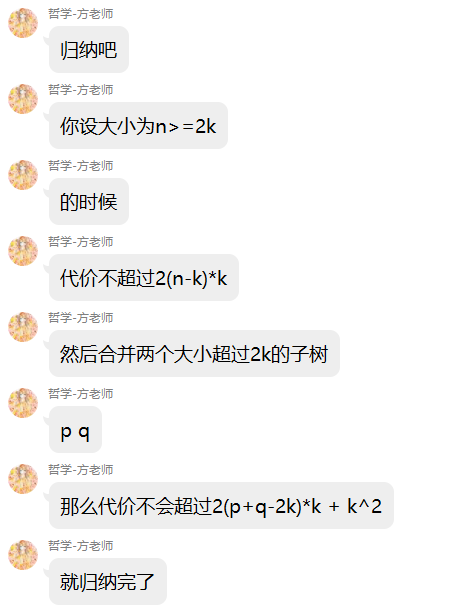 哲学-方老师
归纳吧
哲学-方老师
你设大小为n>=2k
哲学-方老师
的时候
哲学-方老师
代价不超过2(n-k)*k
哲学-方老师
然后合并两个大小超过2k的子树
哲学-方老师
p q
哲学-方老师
那么代价不会超过2(p+q-2k)*k + k^2
哲学-方老师
就归纳完了